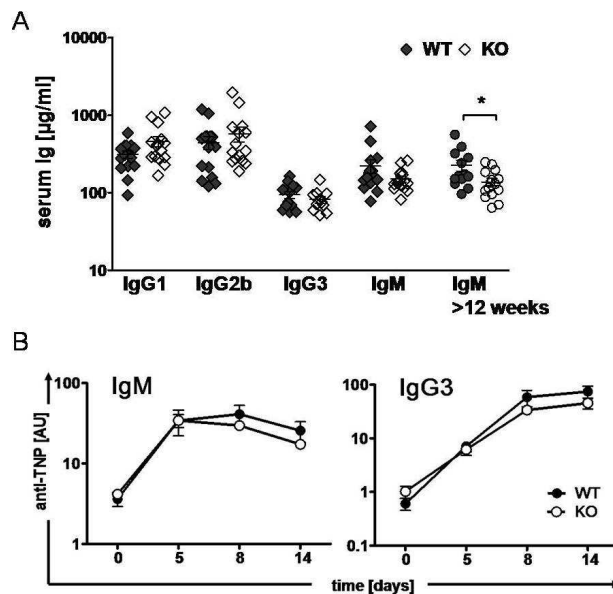 A
WT KO
serum Ig [µg/ml]
10000
1000
100
10
*
IgG1 IgG2b IgG3 IgM IgM
>12 weeks
B
anti-TNP [AU]
IgM
100
10
1
0 5 8 14
IgG3
100
10
1
0.1
0 5 8 14
WT
KO
time [days]